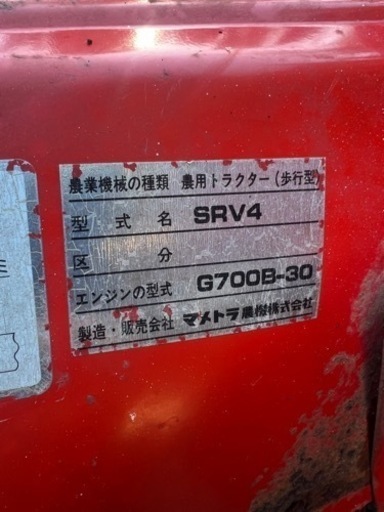 農業機械の種類 農用トラクター(歩行型)
型式名 SRV4
区分
エンジンの型式 G700B-30
製造・販売会社 マメトラ農機株式会社